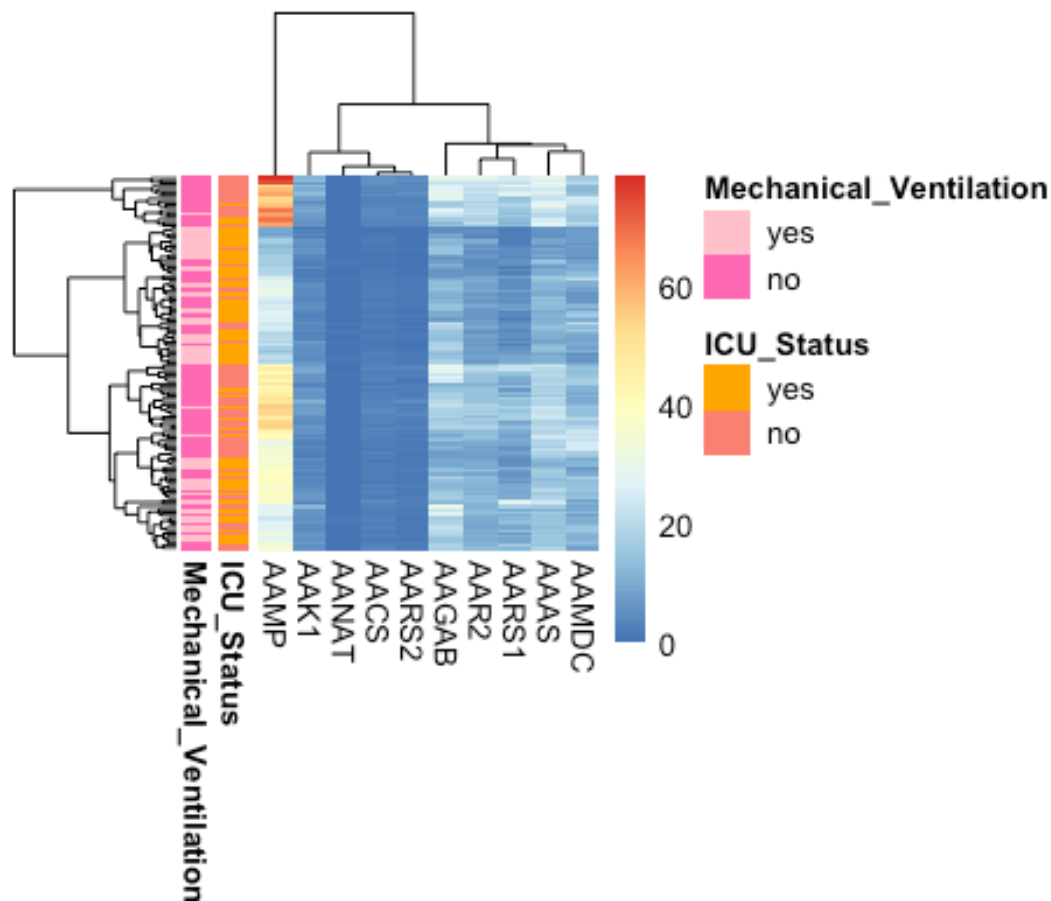 Mechanical_Ventilation
yes
no
ICU_Status
yes
no
60
40
20
0
Mechanical_Ventilation
ICU_Status
AAMP
AAK1
AANAT
AACS
AARS2
AAGAB
AAR2
AARS1
AAAS
AAMDC